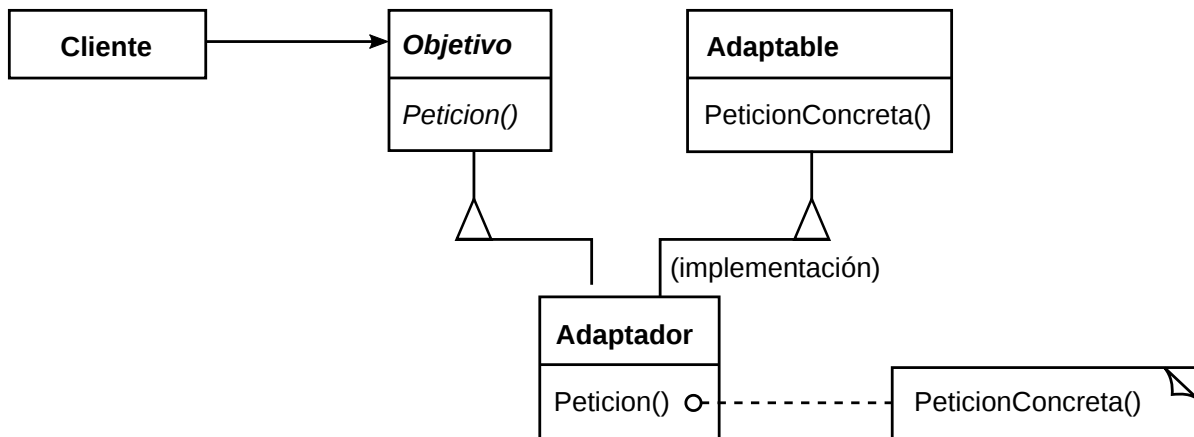 Cliente
Objetivo
Peticion()
Adaptable
PeticionConcreta()
(implementación)
Adaptador
Peticion()
PeticionConcreta()